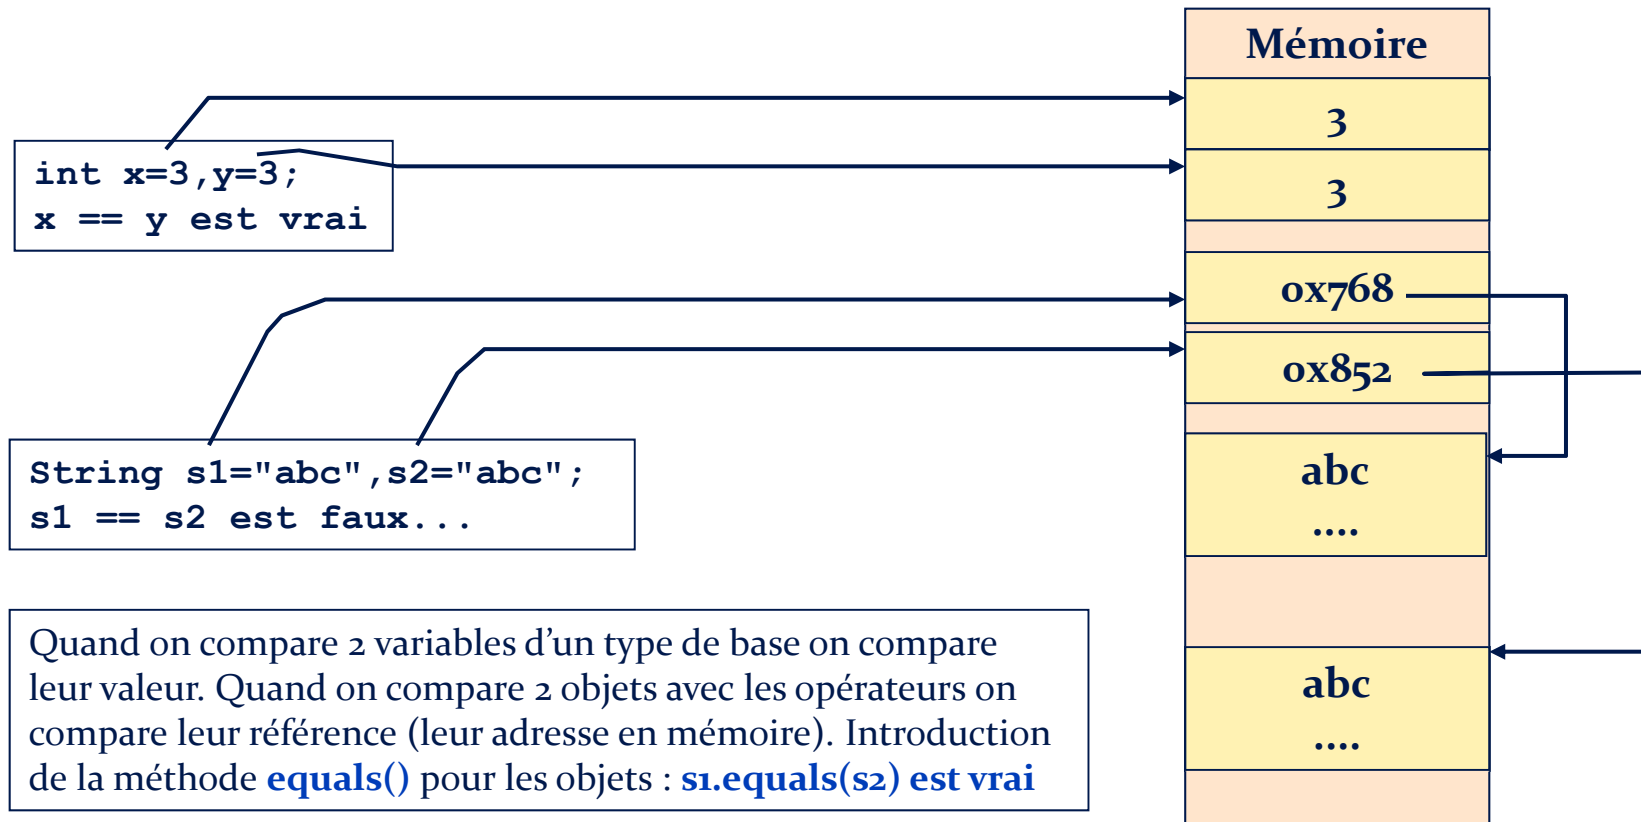 Mémoire
3
int x=3,y=3;
x == y est vrai
3
0x768
0x852
String s1="abc",s2="abc";
s1 == s2 est faux...
abc
....
Quand on compare 2 variables d’un type de base on compare
leur valeur. Quand on compare 2 objets avec les opérateurs on
compare leur référence (leur adresse en mémoire). Introduction
de la méthode equals() pour les objets : s1.equals(s2) est vrai
abc
....